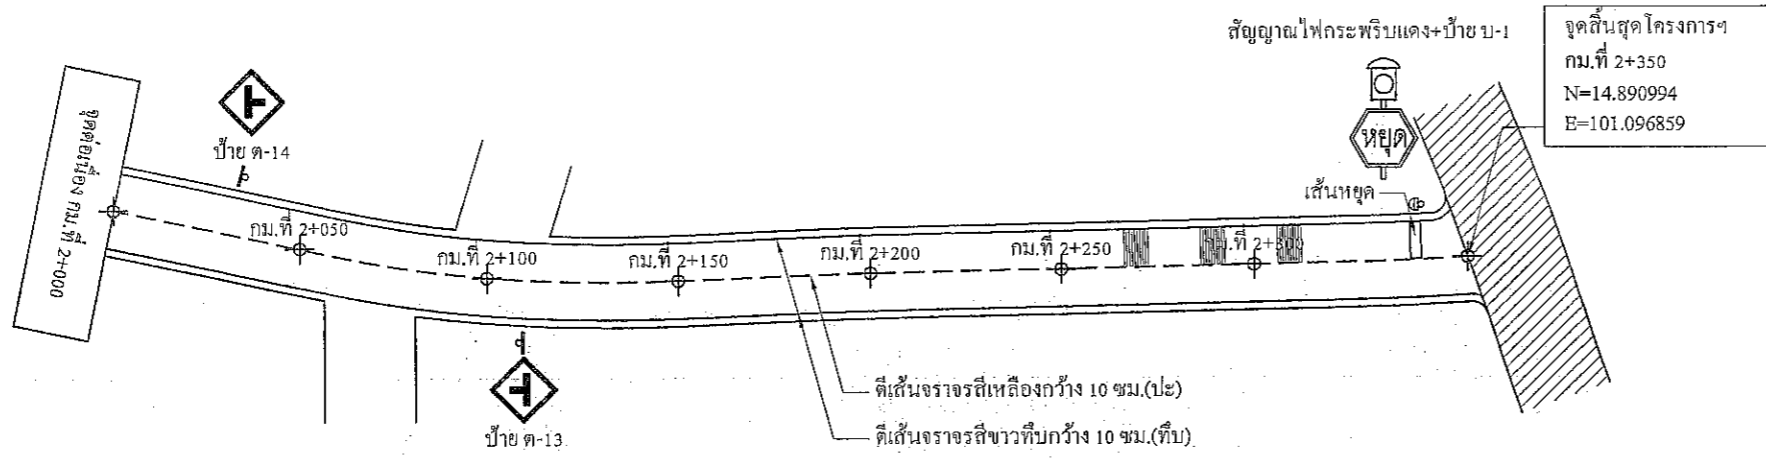 สัญญาณไฟกระพริบแดง+ป้าย บ-1
จุดสิ้นสุดโครงการฯ
กม.ที่ 2+350
N=14.890994
E=101.096859
หยุด
เส้นหยุด
ป้าย ต-14
จุดต่อเนื่อง กม.ที่ 2+000
กม.ที่ 2+050
กม.ที่ 2+100
กม.ที่ 2+150
กม.ที่ 2+200
กม.ที่ 2+250
กม.ที่ 2+300
ป้าย ต-13
ตีเส้นจราจรสีเหลืองกว้าง 10 ซม.(ปะ)
ตีเส้นจราจรสีขาวทึบกว้าง 10 ซม.(ทึบ)